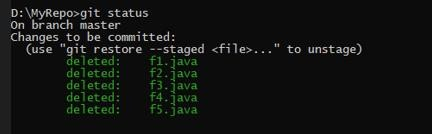 D:\MyRepo>git status
On branch master
Changes to be committed:
  (use "git restore --staged <file>..." to unstage)
        deleted:    f1.java
        deleted:    f2.java
        deleted:    f3.java
        deleted:    f4.java
        deleted:    f5.java